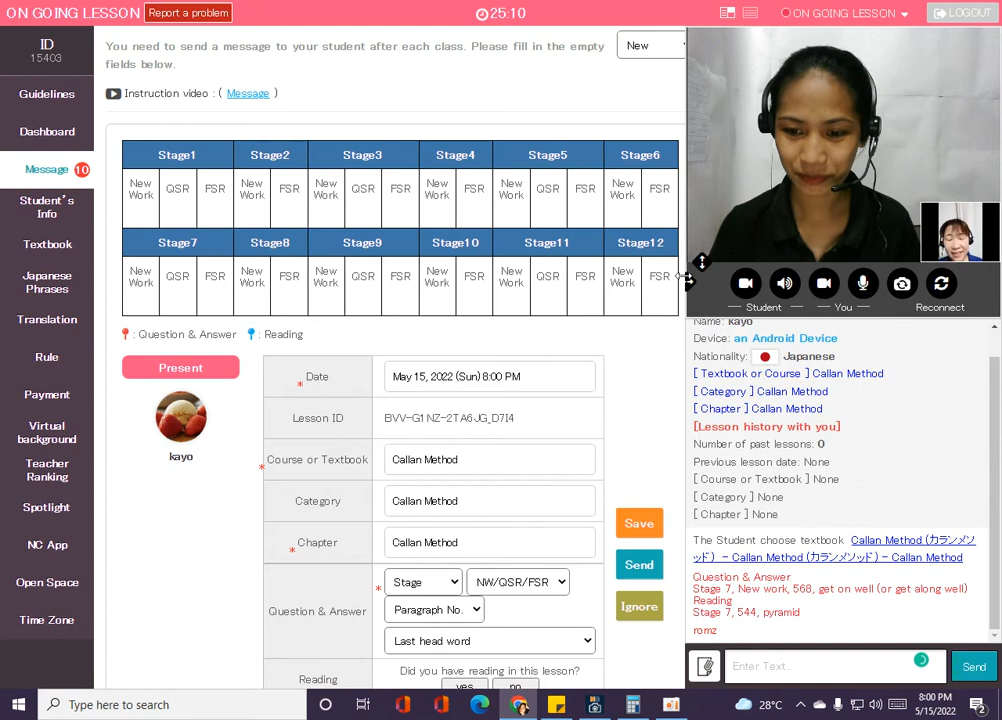 ON GOING LESSON Report a problem 25:10 ON GOING LESSON LOGOUT
ID
15403
Guidelines
Dashboard
Message 10
Student's
Info
Textbook
Japanese
Phrases
Translation
Rule
Payment
Virtual
background
Teacher
Ranking
Spotlight
NC App
Open Space
Time Zone
You need to send a message to your student after each class. Please fill in the empty
fields below.
New
Instruction video : ( Message )
Stage1 Stage2 Stage3 Stage4 Stage5 Stage6
New Work QSR FSR New Work FSR New Work QSR FSR New Work FSR New Work QSR FSR New Work FSR
Stage7 Stage8 Stage9 Stage10 Stage11 Stage12
New Work QSR FSR New Work FSR New Work QSR FSR New Work FSR New Work QSR FSR New Work FSR
: Question & Answer : Reading
Present
kayo
* Date May 15, 2022 (Sun) 8:00 PM
Lesson ID BVV-G1NZ-2TA6JG_D7I4
* Course or Textbook Callan Method
Category Callan Method
* Chapter Callan Method
Question & Answer * Stage NW/QSR/FSR
Paragraph No.
Last head word
Reading Did you have reading in this lesson?
yes no
Save
Send
Ignore
Student You Reconnect
Name: kayo
Device: an Android Device
Nationality: Japanese
[ Textbook or Course ] Callan Method
[ Category ] Callan Method
[ Chapter ] Callan Method
[Lesson history with you]
Number of past lessons: 0
Previous lesson date: None
[ Course or Textbook ] None
[ Category ] None
[ Chapter ] None
The Student choose textbook Callan Method (カランメソ
ッド) - Callan Method (カランメソッド) - Callan Method
Question & Answer
Stage 7, New work, 568, get on well (or get along well)
Reading
Stage 7, 544, pyramid
romz
Enter Text... Send
Type here to search
28°C
8:00 PM
5/15/2022
2